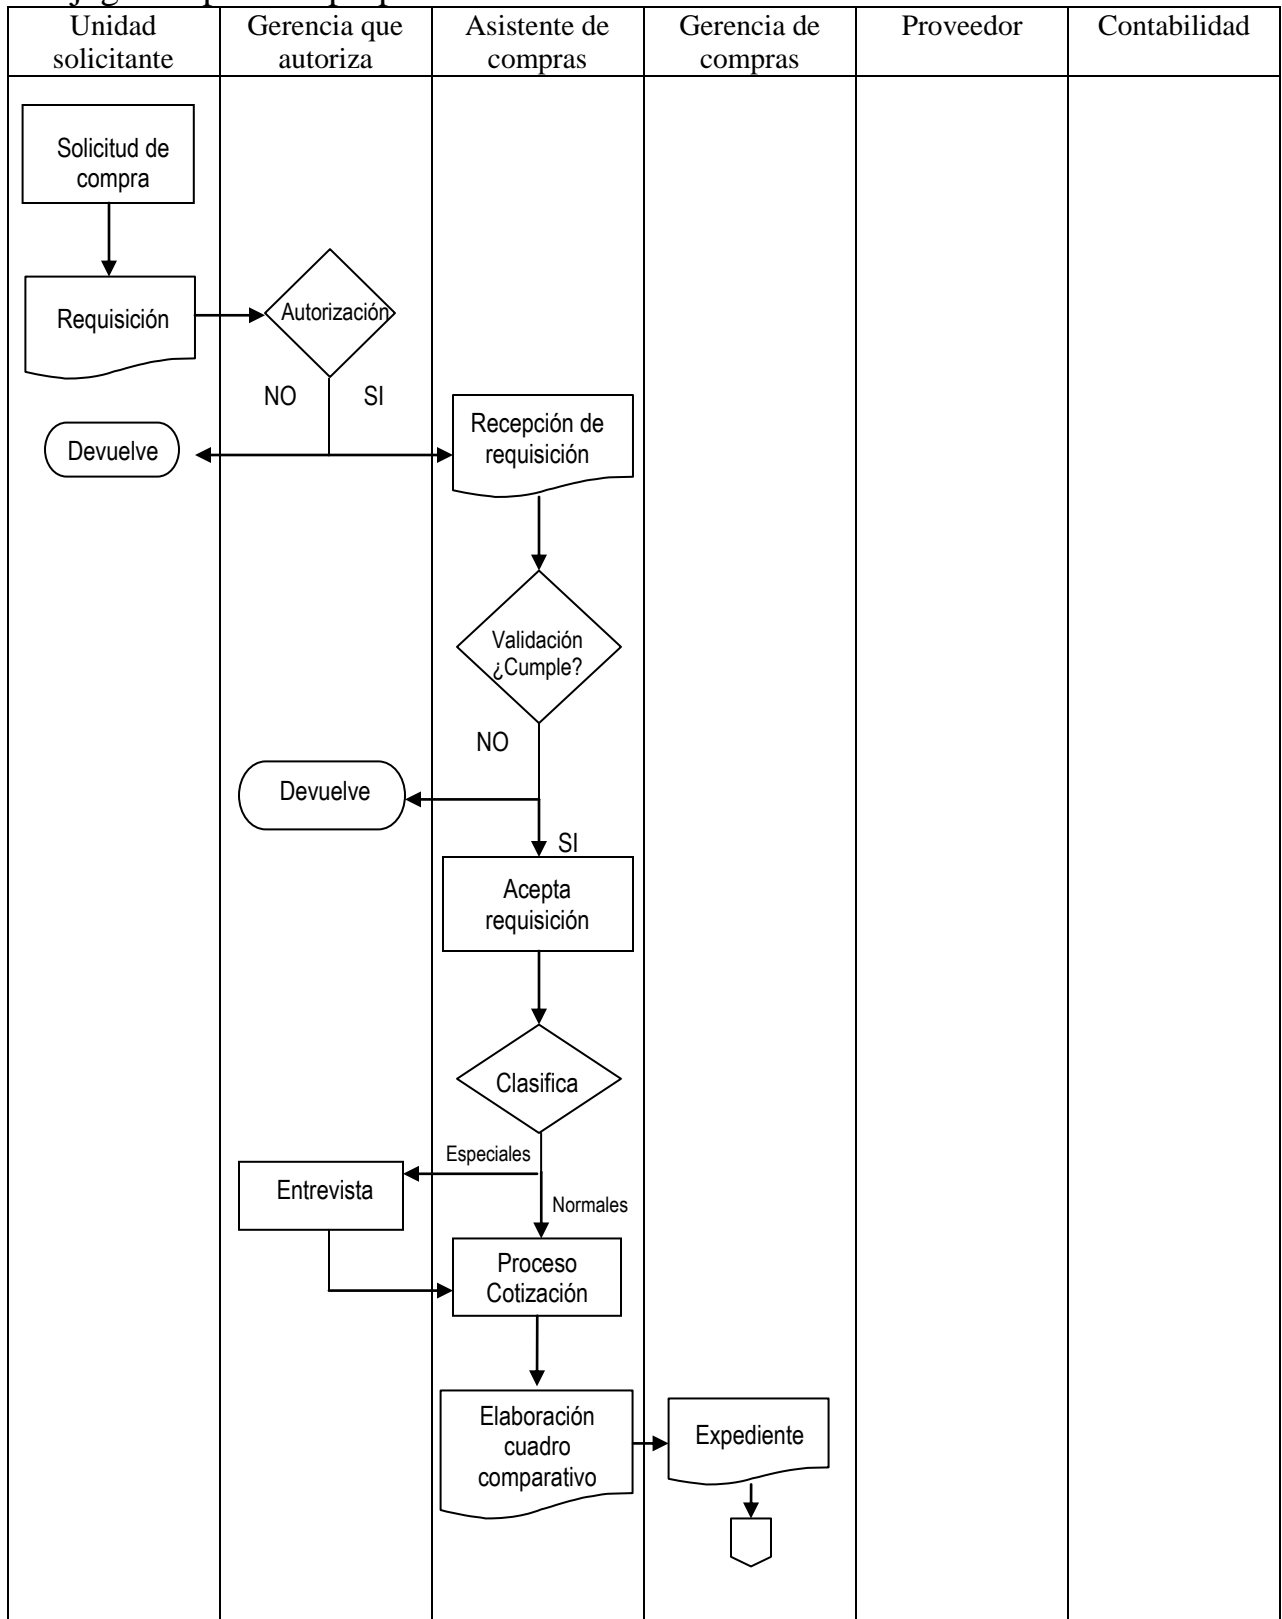 Unidad
solicitante
Gerencia que
autoriza
Asistente de
compras
Gerencia de
compras
Proveedor
Contabilidad
Solicitud de
compra
Requisición
Autorización
NO
SI
Devuelve
Recepción de
requisición
Validación
¿Cumple?
NO
Devuelve
SI
Acepta
requisición
Clasifica
Especiales
Entrevista
Normales
Proceso
Cotización
Elaboración
cuadro
comparativo
Expediente